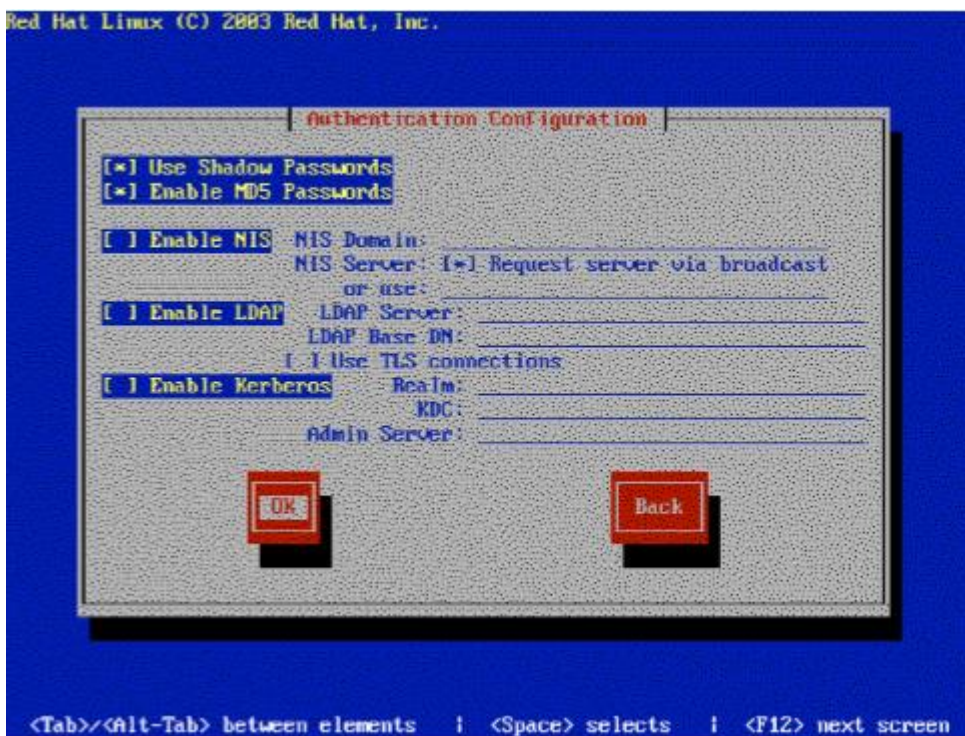 Red Hat Linux (C) 2003 Red Hat, Inc.
Authentication Configuration
[*] Use Shadow Passwords
[*] Enable MD5 Passwords
[ ] Enable NIS NIS Domain:
NIS Server: [*] Request server via broadcast
or use:
[ ] Enable LDAP LDAP Server:
LDAP Base DN:
[ ] Use TLS connections
[ ] Enable Kerberos Realm:
KDC:
Admin Server:
OK Back
<Tab>/<Alt-Tab> between elements | <Space> selects | <F12> next screen